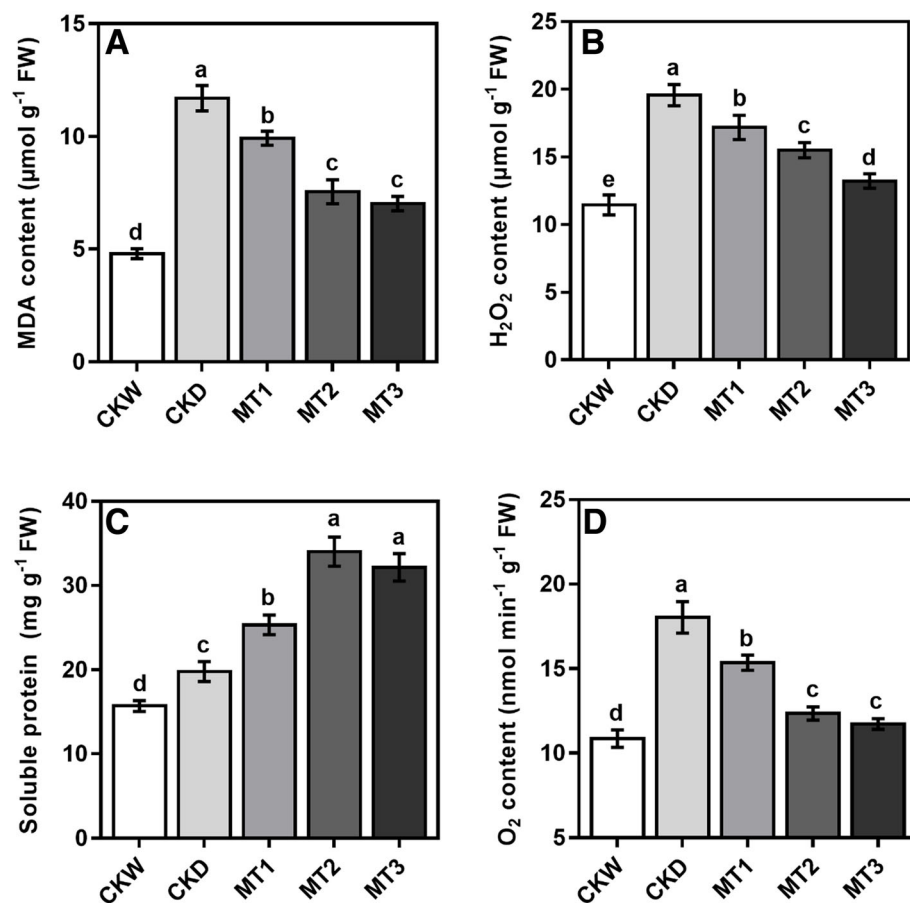 A
MDA content (μmol g⁻¹ FW)
15
10
5
0
d
a
b
c
c
CKW
CKD
MT1
MT2
MT3
B
H₂O₂ content (μmol g⁻¹ FW)
25
20
15
10
5
0
e
a
b
c
d
CKW
CKD
MT1
MT2
MT3
C
Soluble protein (mg g⁻¹ FW)
40
30
20
10
0
d
c
b
a
a
CKW
CKD
MT1
MT2
MT3
D
O₂ content (nmol min⁻¹ g⁻¹ FW)
25
20
15
10
5
d
a
b
c
c
CKW
CKD
MT1
MT2
MT3